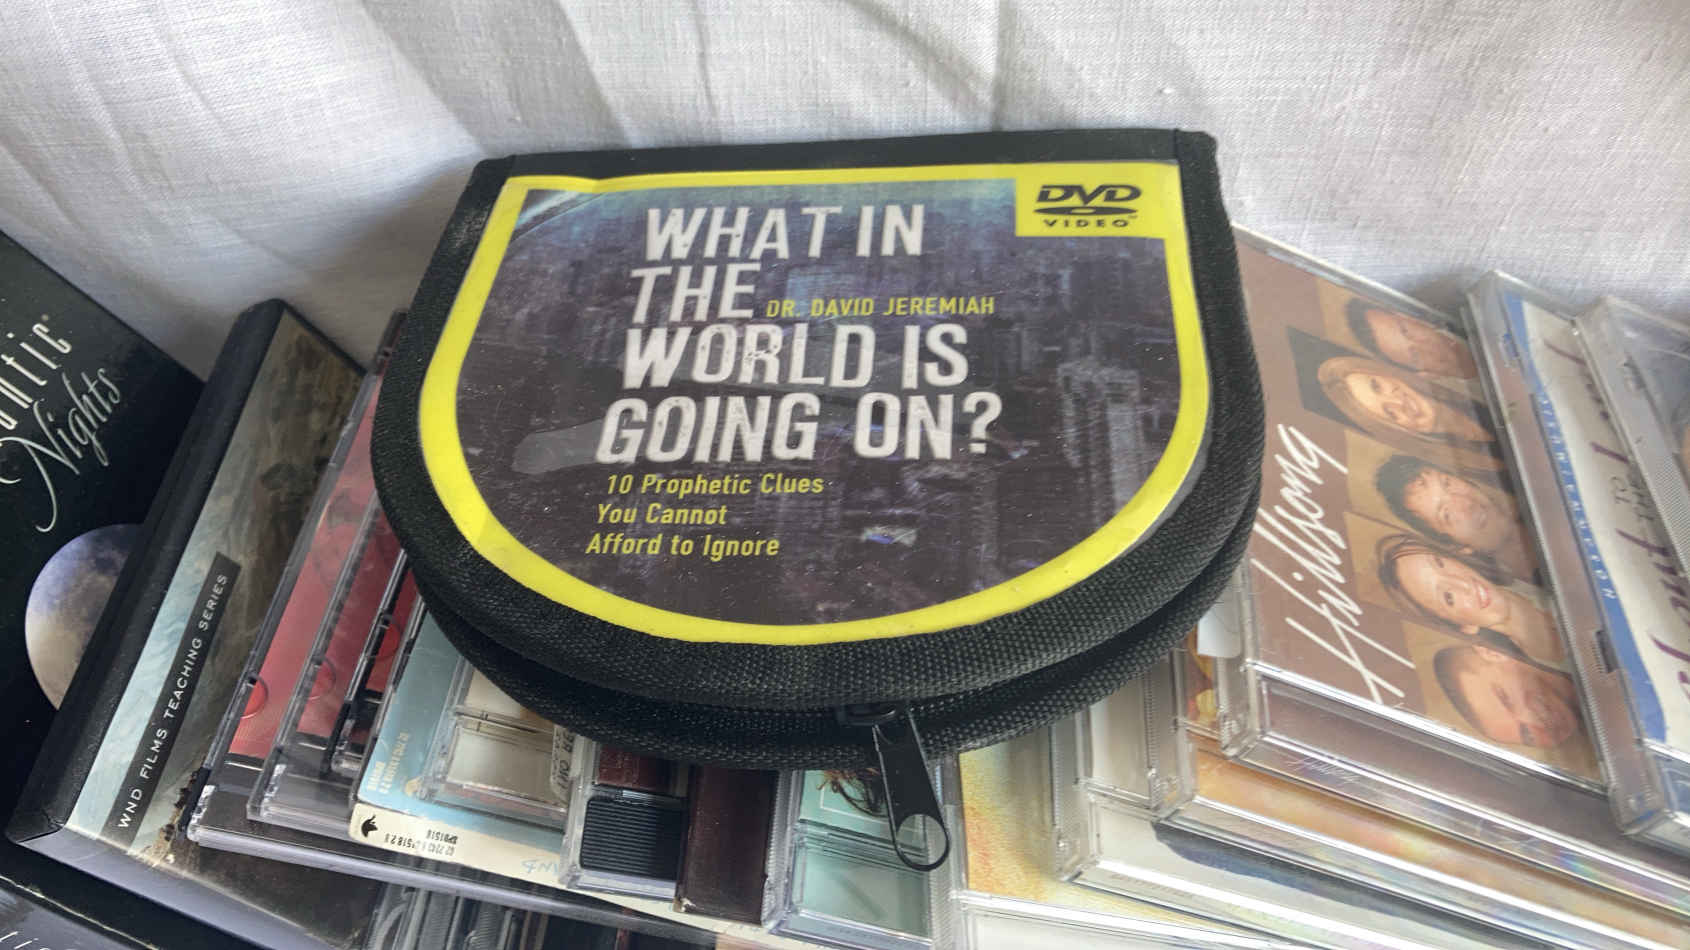 WHAT IN
THE
DR. DAVID JEREMIAH
WORLD IS
GOING ON?
10 Prophetic Clues
You Cannot
Afford to Ignore
DVD
VIDEO
Nights
WND FILMS TEACHING SERIES
Hillsong